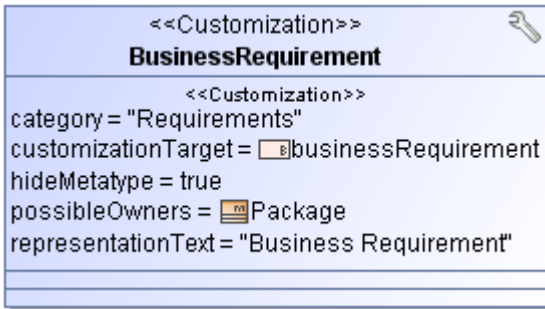 <<Customization>>
BusinessRequirement
<<Customization>>
category = "Requirements"
customizationTarget = B businessRequirement
hideMetatype = true
possibleOwners = M Package
representationText = "Business Requirement"